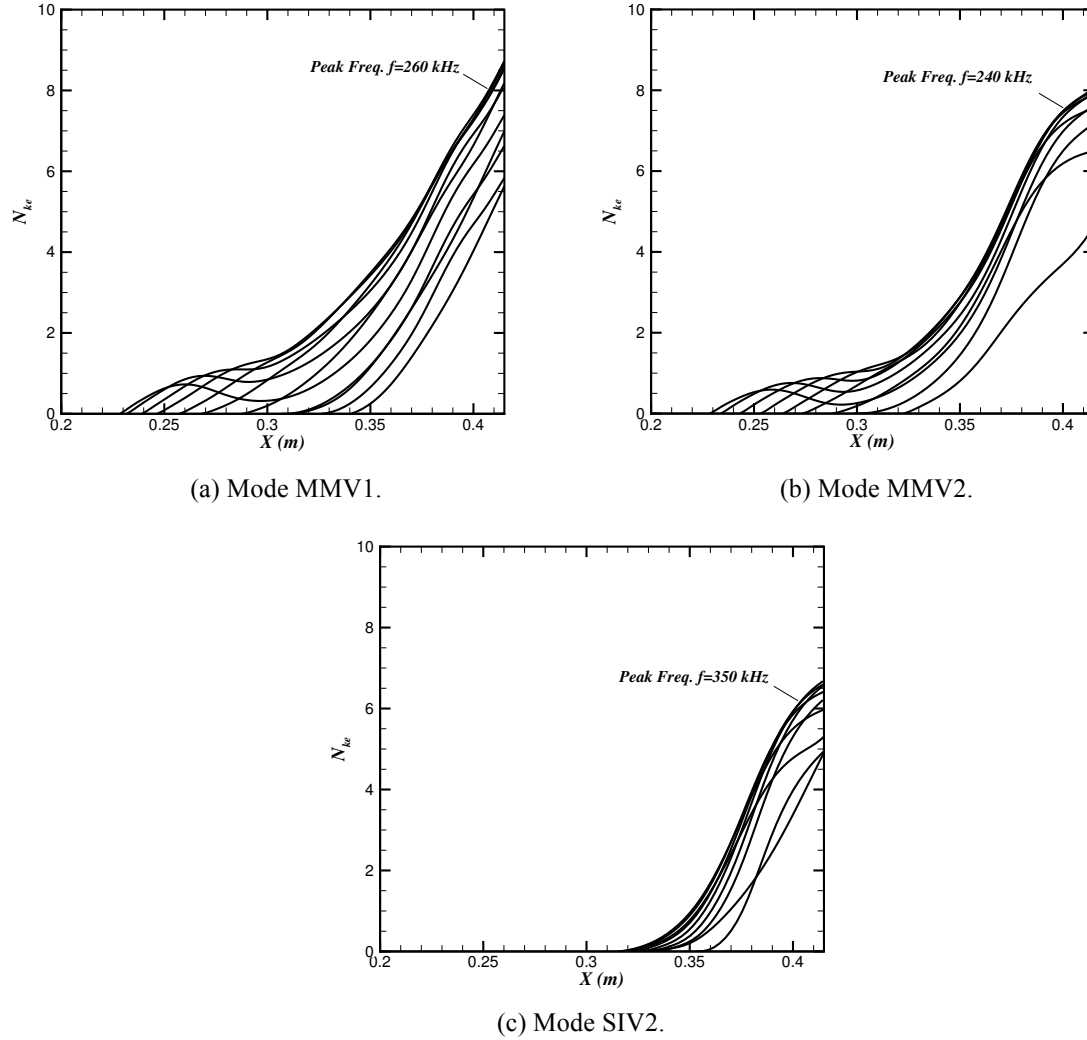 10
8
6
4
2
0
N_ke
Peak Freq. f=260 kHz
0.2 0.25 0.3 0.35 0.4
X (m)
(a) Mode MMV1.
10
8
6
4
2
0
N_ke
Peak Freq. f=240 kHz
0.2 0.25 0.3 0.35 0.4
X (m)
(b) Mode MMV2.
10
8
6
4
2
0
N_ke
Peak Freq. f=350 kHz
0.2 0.25 0.3 0.35 0.4
X (m)
(c) Mode SIV2.